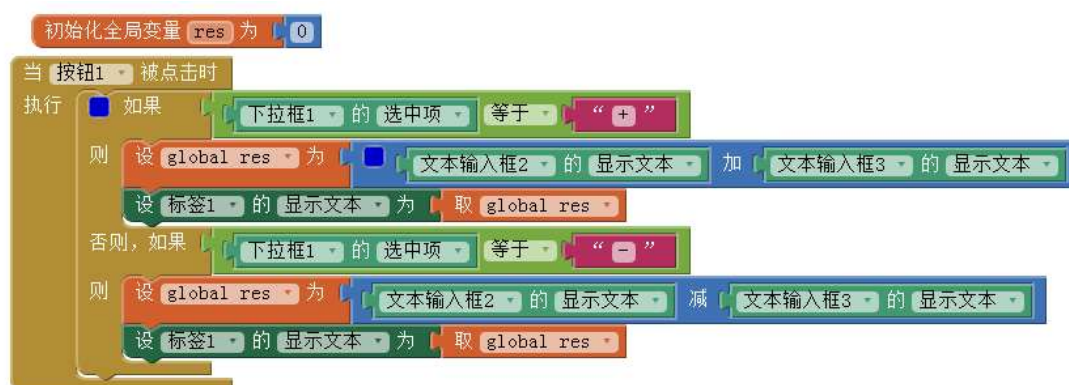 初始化全局变量 res 为 0
当 按钮1 被点击时
执行 如果 下拉框1 的 选中项 等于 “ + ”
则 设 global res 为 文本输入框2 的 显示文本 加 文本输入框3 的 显示文本
设 标签1 的 显示文本 为 取 global res
否则，如果 下拉框1 的 选中项 等于 “ - ”
则 设 global res 为 文本输入框2 的 显示文本 减 文本输入框3 的 显示文本
设 标签1 的 显示文本 为 取 global res